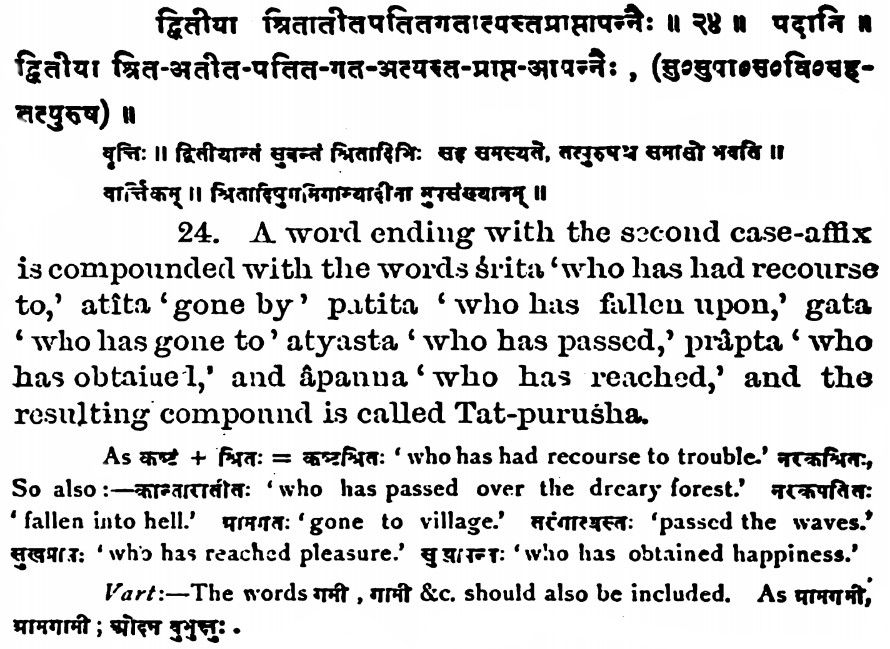 द्वितीया श्रितातीतपतितगतात्यस्तप्राप्तापन्नैः ॥ २४ ॥ पदानि ॥
द्वितीया श्रित-अतीत-पतित-गत-अत्यस्त-प्राप्त-आपन्नैः , (सु०सुपा०स०वि०सह-
तत्पुरुष) ॥
वृत्तिः ॥ द्वितीयान्तं सुबन्तं श्रितादिभिः सह समस्यते, तत्पुरुषश्च समासो भवति ॥
वार्त्तिकम् ॥ श्रितादिषुगमिगाम्यादीना मुपसंख्यानम् ॥
24. A word ending with the second case-affix
is compounded with the words śrita ‘who has had recourse
to,’ atîta ‘gone by’ patita ‘who has fallen upon,’ gata
‘who has gone to’ atyasta ‘who has passed,’ prâpta ‘who
has obtained,’ and âpanna ‘who has reached,’ and the
resulting compound is called Tat-purusha.
As कष्टं + श्रितः = कष्टश्रितः ‘who has had recourse to trouble.’ नरकश्रितः,
So also :—कान्तारातीतः ‘who has passed over the dreary forest.’ नरकपतितः
‘fallen into hell.’ ग्रामगतः ‘gone to village.’ तरंगात्यस्तः ‘passed the waves.’
सुखप्राप्तः ‘who has reached pleasure.’ ‘who has obtained happiness.’
Vart:—The words गमी , गामी &c. should also be included. As ग्रामगमी,
ग्रामगामी ; ओदन बुभुक्षुः .